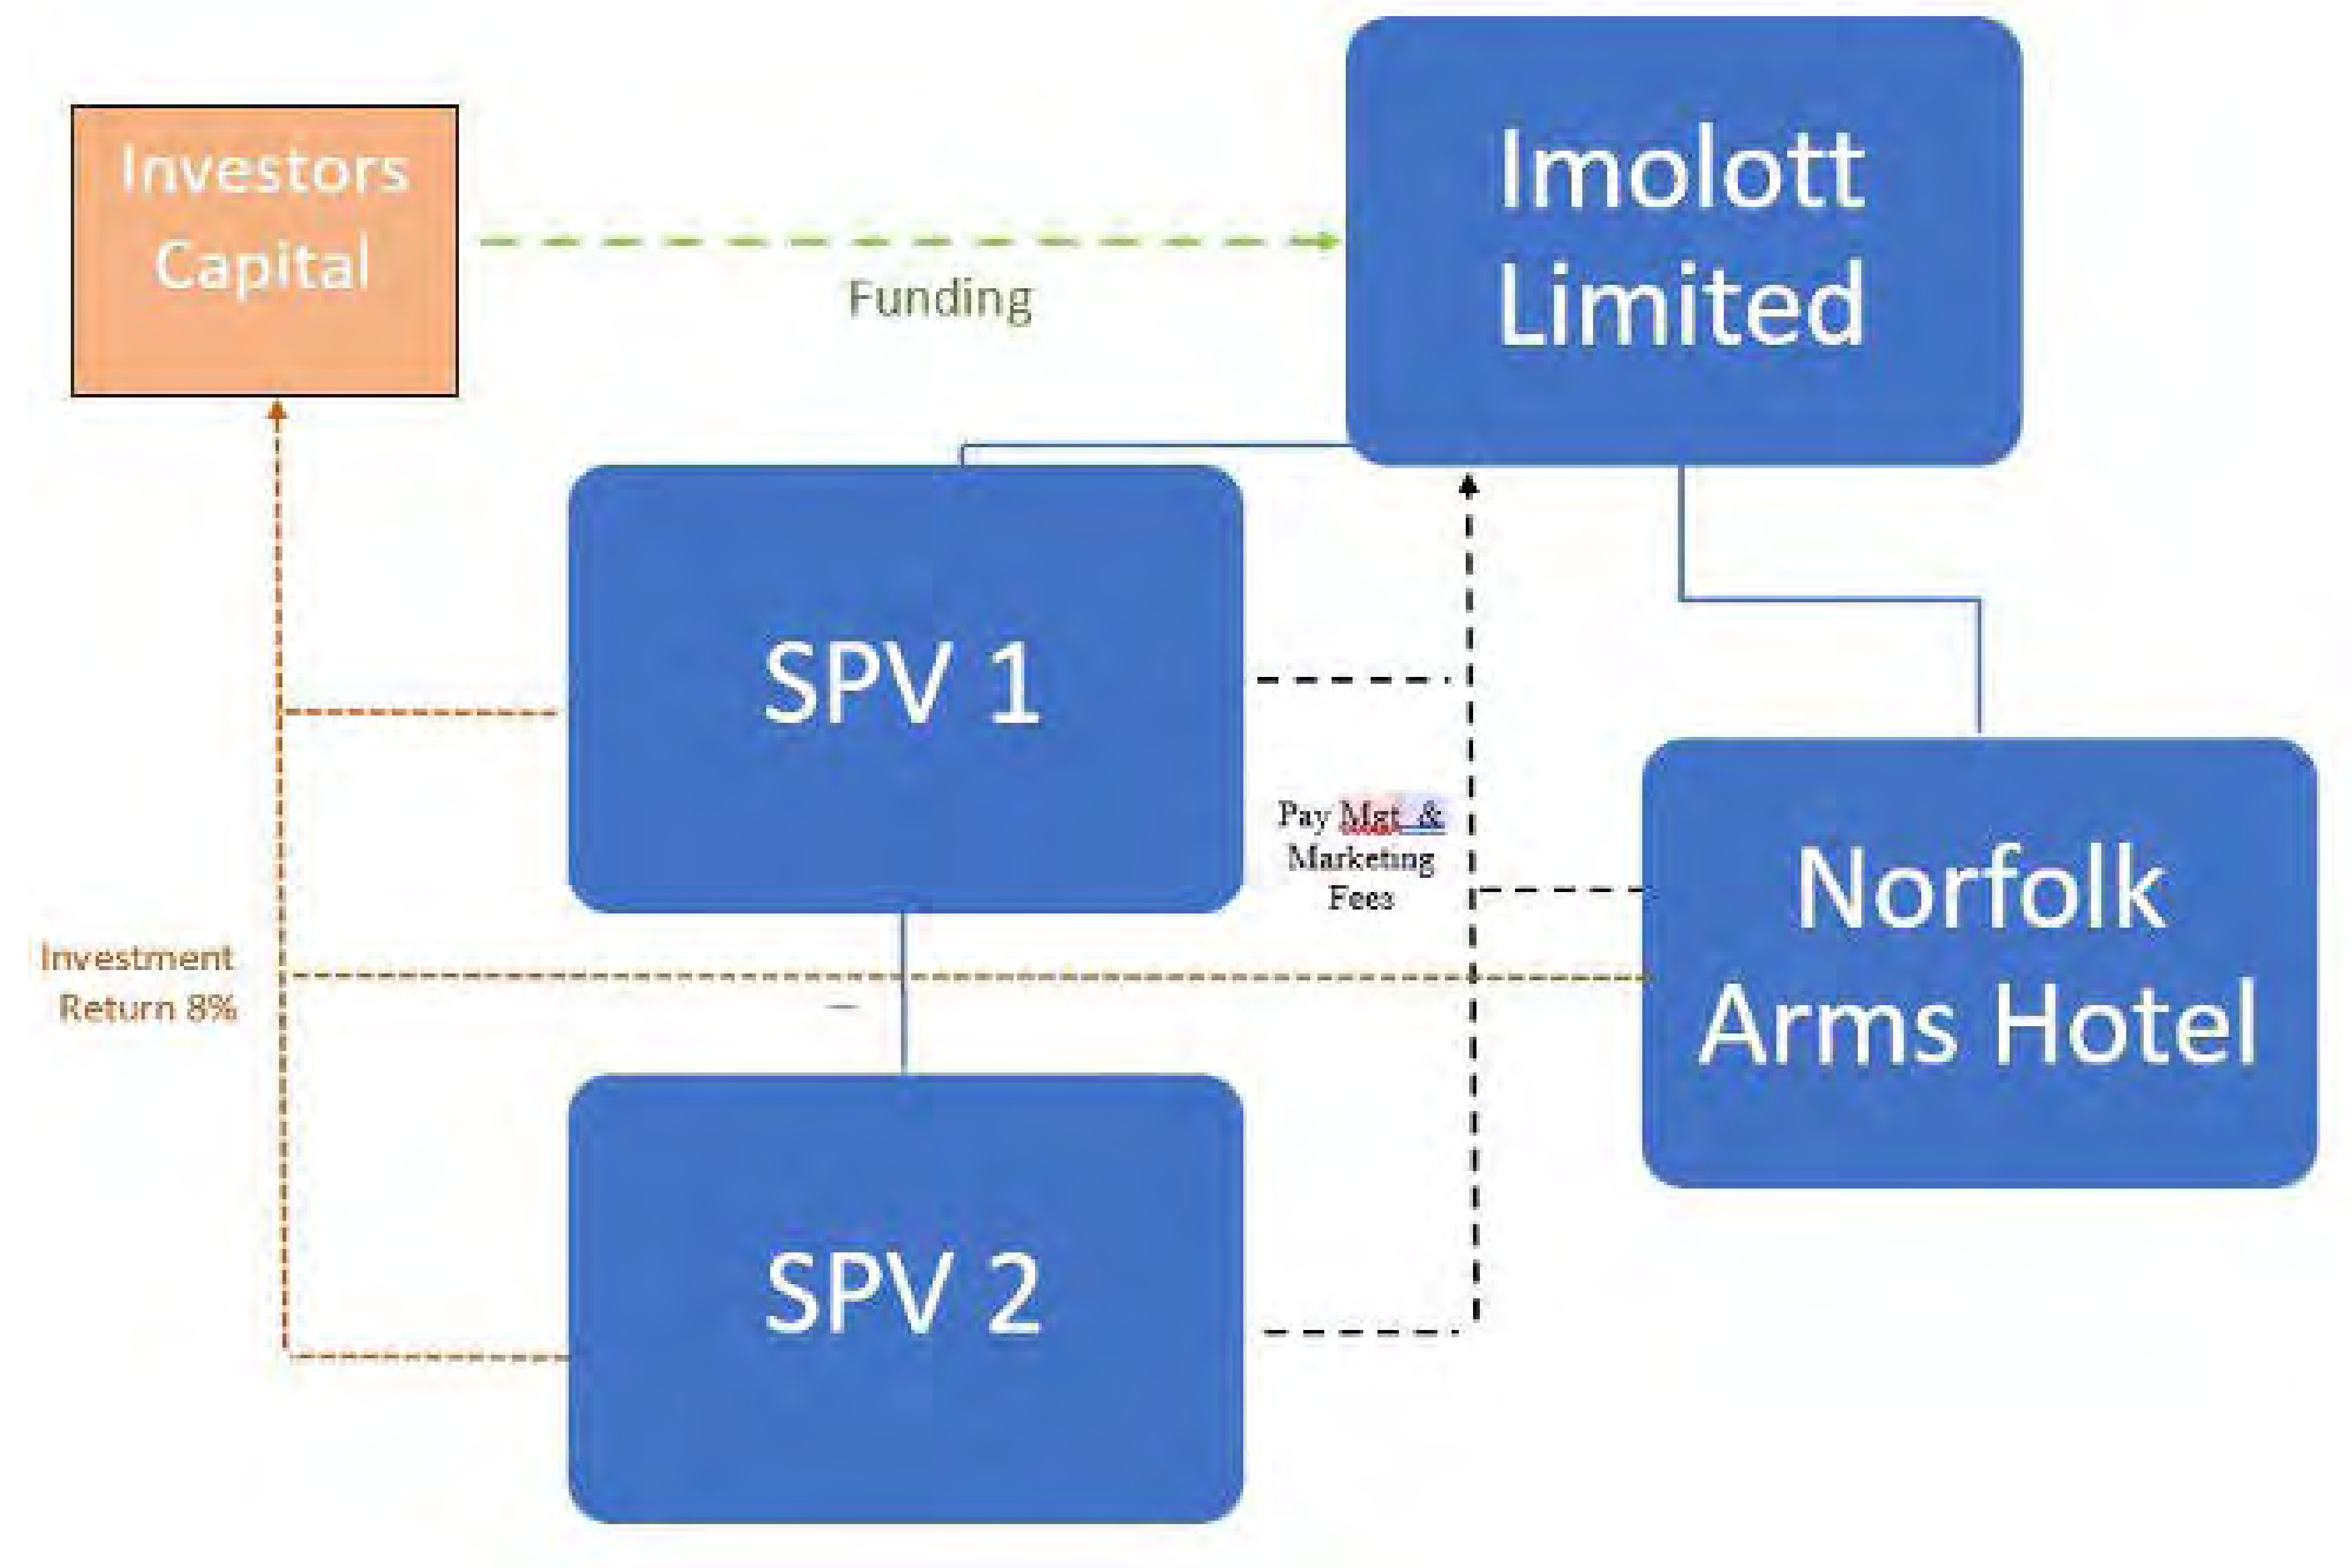 Investors
Capital
Funding
Imolott
Limited
SPV 1
Pay Mgt &
Marketing
Fees
Norfolk
Arms Hotel
Investment
Return 8%
SPV 2